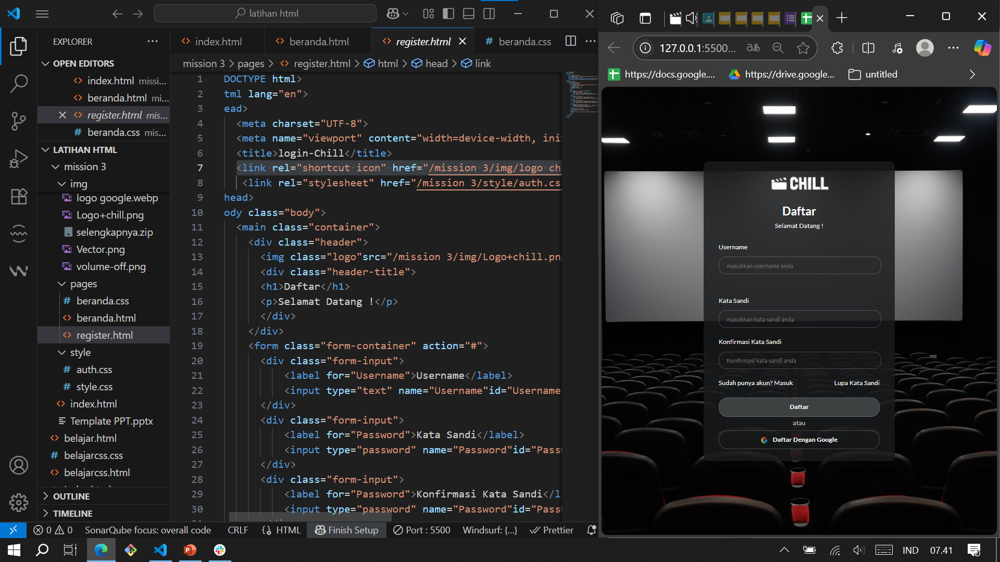 latihan html
EXPLORER
OPEN EDITORS
index.html missi...
beranda.html mi...
register.html mis...
beranda.css mis...
LATIHAN HTML
mission 3
img
logo google.webp
Logo+chill.png
selengkapnya.zip
Vector.png
volume-off.png
pages
beranda.css
beranda.html
register.html
style
auth.css
style.css
index.html
Template PPT.pptx
belajar.html
belajarcss.css
belajarcss.html
OUTLINE
TIMELINE
index.html
beranda.html
register.html
beranda.css
mission 3 > pages > register.html > html > head > link
1 DOCTYPE html>
2 tml lang="en">
3 ead>
4 <meta charset="UTF-8">
5 <meta name="viewport" content="width=device-width, ini
6 <title>login-Chill</title>
7 <link rel="shortcut icon" href="/mission 3/img/logo ch
8 <link rel="stylesheet" href="/mission 3/style/auth.cs
9 head>
10 ody class="body">
11 <main class="container">
12 <div class="header">
13 <img class="logo"src="/mission 3/img/Logo+chill.pn
14 <div class="header-title">
15 <h1>Daftar</h1>
16 <p>Selamat Datang !</p>
17 </div>
18 </div>
19 <form class="form-container" action="#">
20 <div class="form-input">
21 <label for="Username">Username</label>
22 <input type="text" name="Username"id="Username
23 </div>
24 <div class="form-input">
25 <label for="Password">Kata Sandi</label>
26 <input type="password" name="Password"id="Pass
27 </div>
28 <div class="form-input">
29 <label for="Password">Konfirmasi Kata Sandi</l
30 <input type="password" name="Password"id="Pass
0 0 SonarQube focus: overall code CRLF {} HTML Finish Setup Port : 5500 Windsurf: {...} Prettier
127.0.0.1:5500...
https://docs.google.... https://drive.google... untitled
CHILL
Daftar
Selamat Datang !
Username
masukkan username anda
Kata Sandi
masukkan kata sandi anda
Konfirmasi Kata Sandi
Konfirmasi kata sandi anda
Sudah punya akun? Masuk Lupa Kata Sandi
Daftar
atau
Daftar Dengan Google
IND 07.41